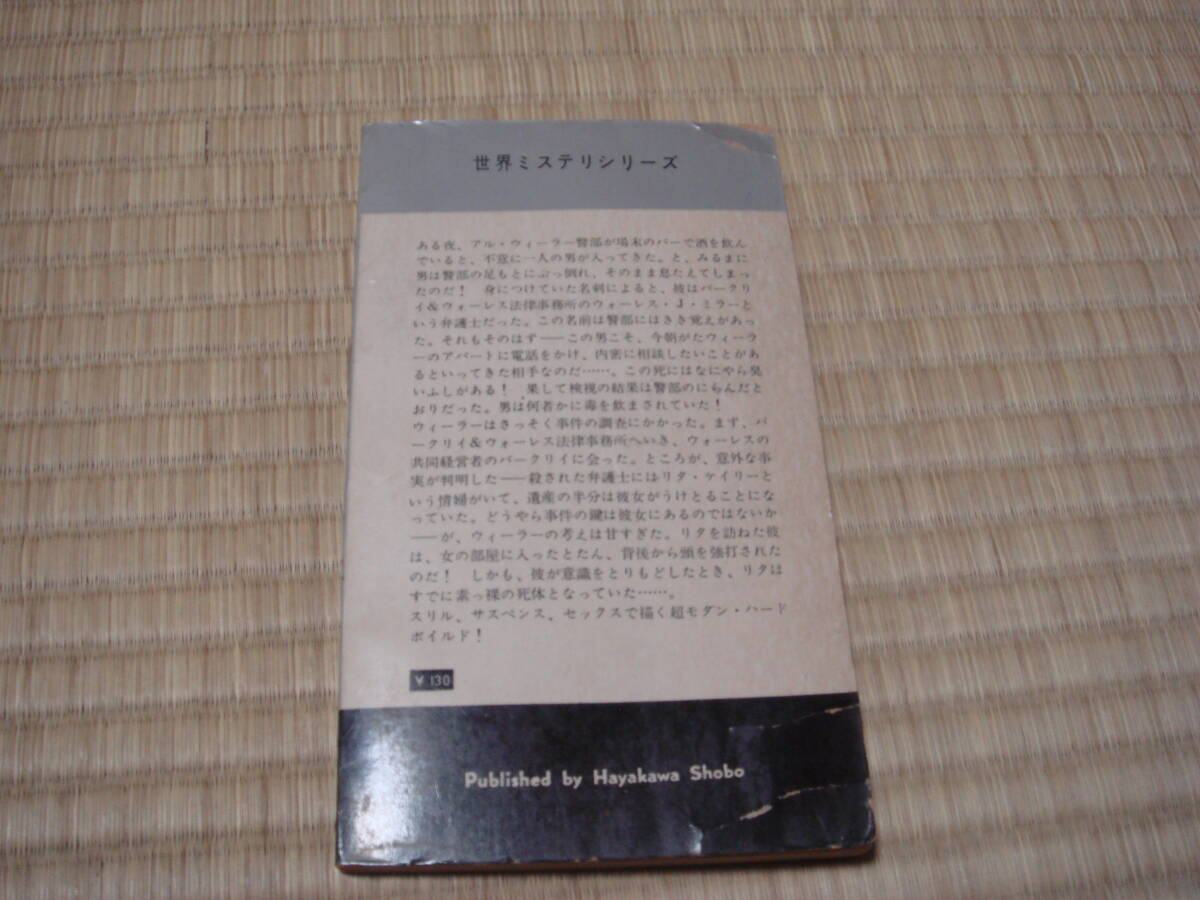 世界ミステリシリーズ
ある夜、アル・ウィーラー警部が場末のバーで酒を飲ん
でいると、不意に一人の男が入ってきた。と、みるまに
男は警部の足もとにぶっ倒れ、そのまま息たえてしまっ
たのだ! 身につけていた名刺によると、彼はバークリ
イ&ウォーレス法律事務所のウォーレス・J・ミラーと
いう弁護士だった。この名前は警部にはきき覚えがあっ
た。それもそのはず——この男こそ、今朝がたウィーラ
ーのアパートに電話をかけ、内密に相談したいことがあ
るといってきた相手なのだ……。この死にはなにやら臭
いふしがある! 果して検視の結果は警部のにらんだと
おりだった。男は何者かに毒を飲まされていた!
ウィーラーはさっそく事件の調査にかかった。まず、バ
ークリイ&ウォーレス法律事務所へいき、ウォーレスの
共同経営者のバークリイに会った。ところが、意外な事
実が判明した——殺された弁護士にはリタ・ケイリーと
いう情婦がいて、遺産の半分は彼女がうけとることにな
っていた。どうやら事件の鍵は彼女にあるのではないか
——が、ウィーラーの考えは甘すぎた。リタを訪ねた彼
は、女の部屋に入ったとたん、背後から頭を強打された
のだ! しかも、彼が意識をとりもどしたとき、リタは
すでに素っ裸の死体となっていた……。
スリル、サスペンス、セックスで描く超モダン・ハード
ボイルド!
¥ 130
Published by Hayakawa Shobo